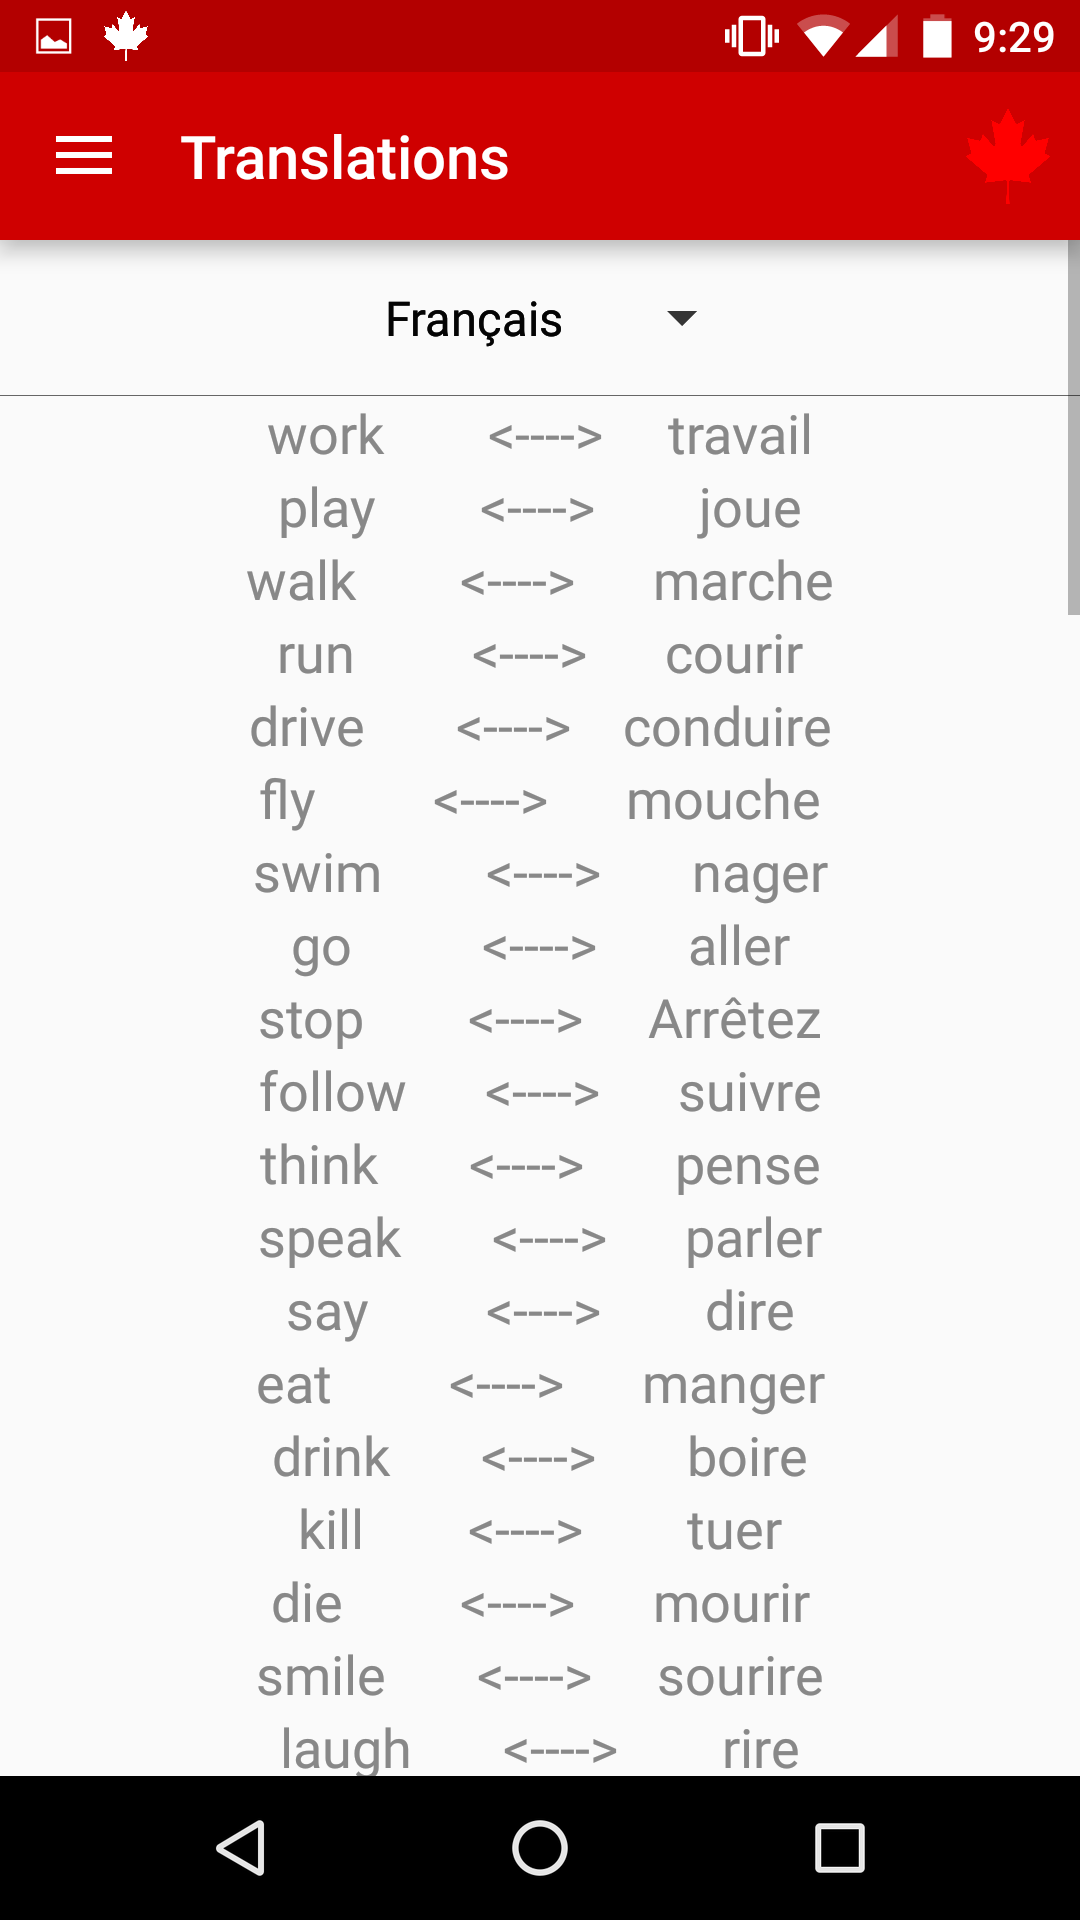 9:29
Translations
Français
work <----> travail
play <----> joue
walk <----> marche
run <----> courir
drive <----> conduire
fly <----> mouche
swim <----> nager
go <----> aller
stop <----> Arrêtez
follow <----> suivre
think <----> pense
speak <----> parler
say <----> dire
eat <----> manger
drink <----> boire
kill <----> tuer
die <----> mourir
smile <----> sourire
laugh <----> rire